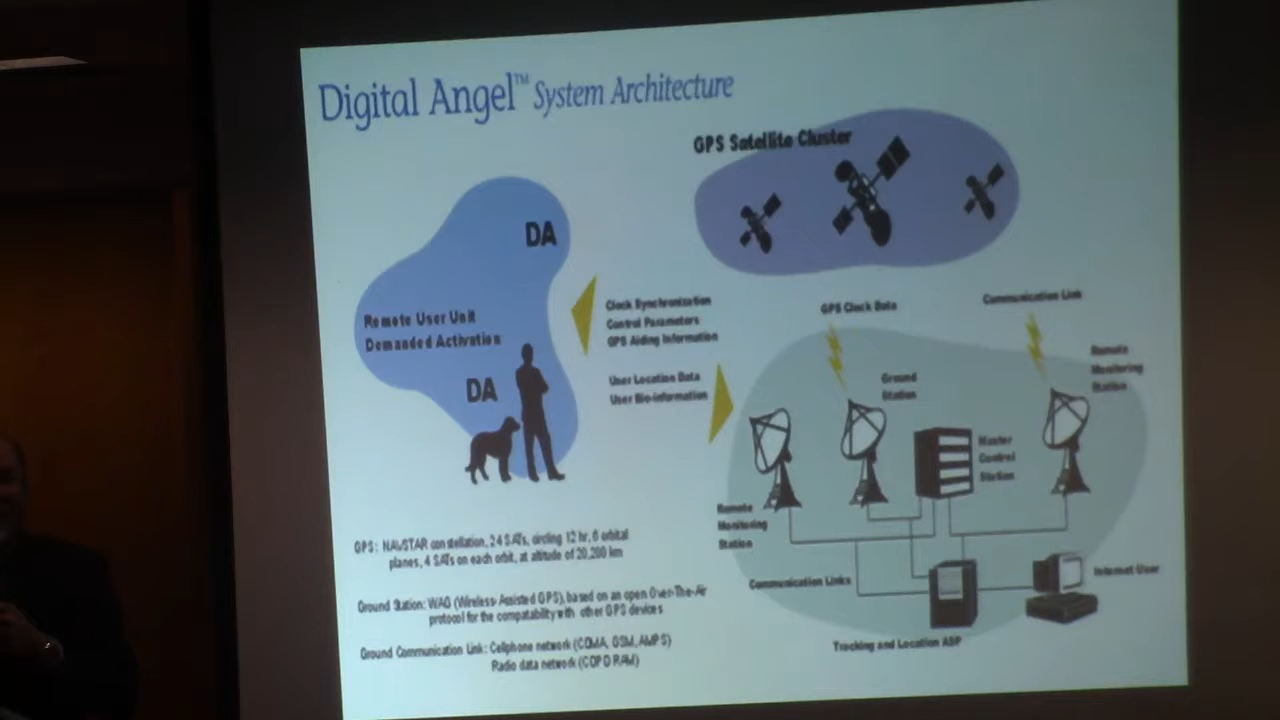 Digital Angel™ System Architecture
GPS Satellite Cluster
DA
Remote User Unit
Demanded Activation
DA
Clock Synchronization
Control Parameters
GPS Aiding Information
User Location Data
User Bio-information
GPS Clock Data
Communication Link
Ground
Station
Remote
Monitoring
Station
Master
Control
Station
Remote
Monitoring
Station
Communication Links
Internet User
Tracking and Location ASP
GPS: NAVSTAR constellation, 24 SATs, circling 12 hr, 6 orbital
planes, 4 SATs on each orbit, at altitude of 20,200 km
Ground Station: WAG (Wireless-Assisted GPS), based on an open Over-The-Air
protocol for the compatability with other GPS devices
Ground Communication Link: Cellphone network (CDMA, GSM, AMPS)
Radio data network (CDPD RAM)